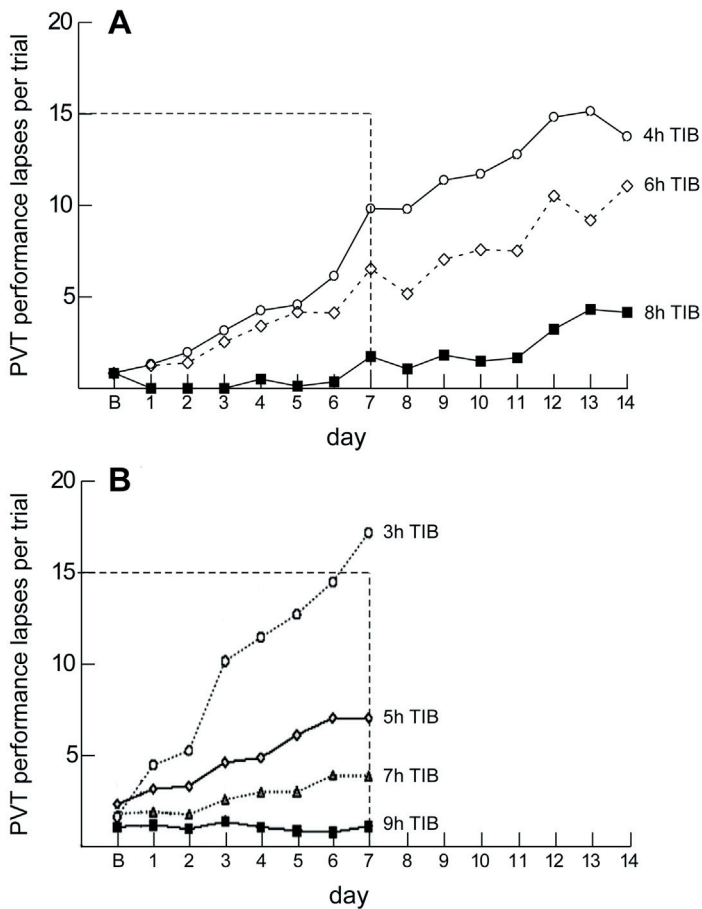 A
PVT performance lapses per trial
20
15
10
5
4h TIB
6h TIB
8h TIB
B 1 2 3 4 5 6 7 8 9 10 11 12 13 14
day
B
PVT performance lapses per trial
20
15
10
5
3h TIB
5h TIB
7h TIB
9h TIB
B 1 2 3 4 5 6 7 8 9 10 11 12 13 14
day